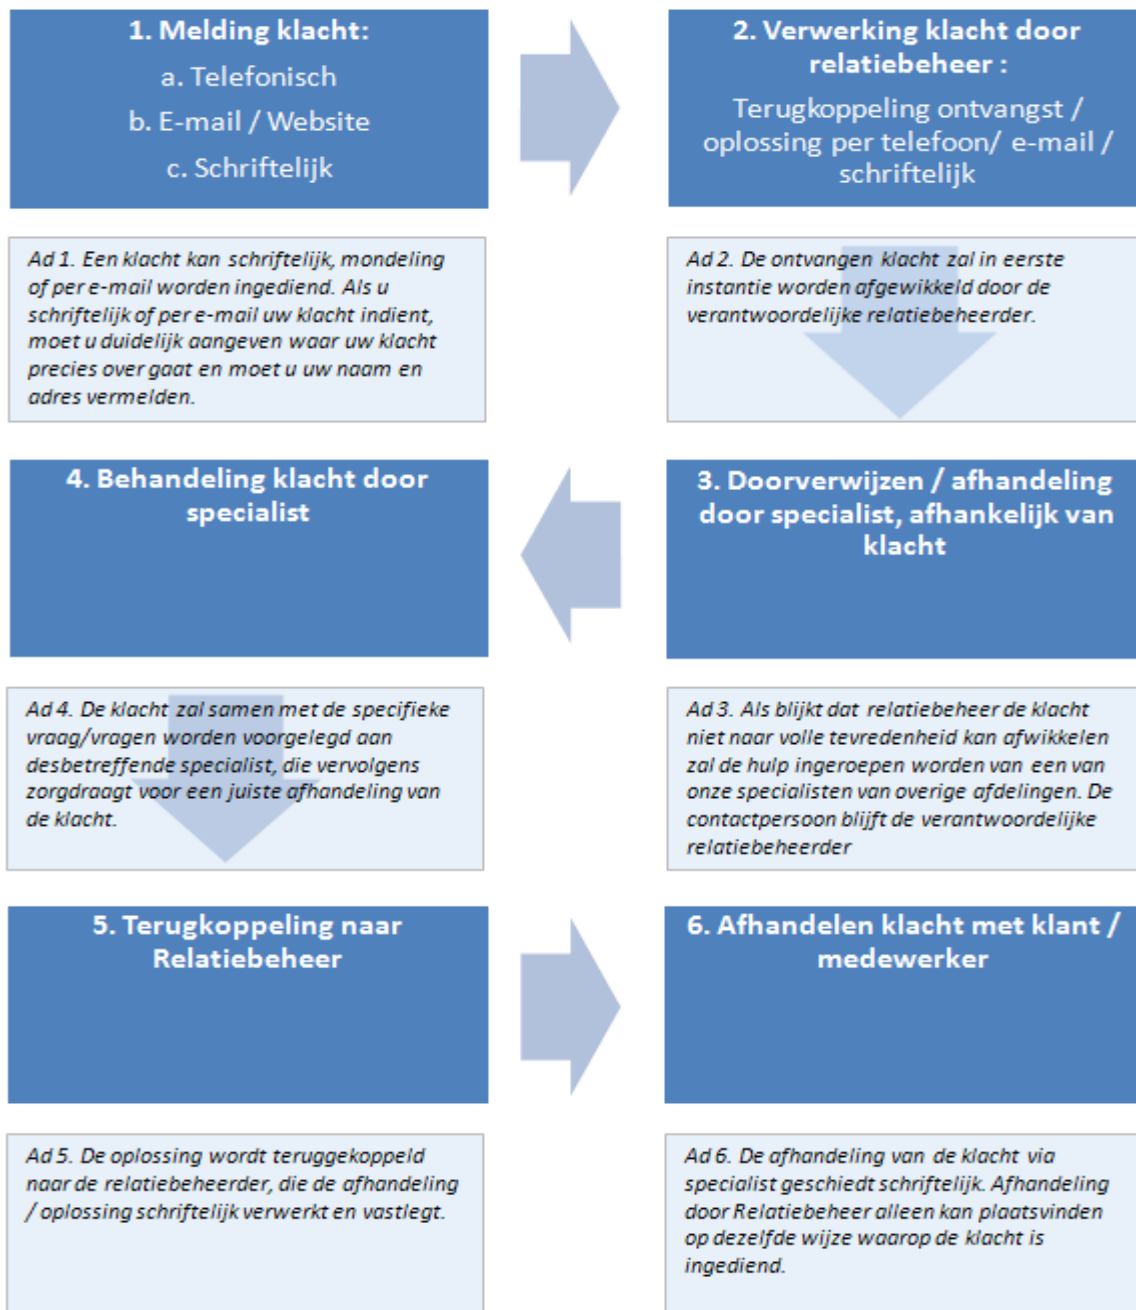 1. Melding klacht:
a. Telefonisch
b. E-mail / Website
c. Schriftelijk
2. Verwerking klacht door
relatiebeheer :
Terugkoppeling ontvangst /
oplossing per telefoon/ e-mail /
schriftelijk
Ad 1. Een klacht kan schriftelijk, mondeling
of per e-mail worden ingediend. Als u
schriftelijk of per e-mail uw klacht indient,
moet u duidelijk aangeven waar uw klacht
precies over gaat en moet u uw naam en
adres vermelden.
Ad 2. De ontvangen klacht zal in eerste
instantie worden afgewikkeld door de
verantwoordelijke relatiebeheerder.
3. Doorverwijzen / afhandeling
door specialist, afhankelijk van
klacht
Ad 3. Als blijkt dat relatiebeheer de klacht
niet naar volle tevredenheid kan afwikkelen
zal de hulp ingeroepen worden van een van
onze specialisten van overige afdelingen. De
contactpersoon blijft de verantwoordelijke
relatiebeheerder
4. Behandeling klacht door
specialist
Ad 4. De klacht zal samen met de specifieke
vraag/vragen worden voorgelegd aan
desbetreffende specialist, die vervolgens
zorgdraagt voor een juiste afhandeling van
de klacht.
5. Terugkoppeling naar
Relatiebeheer
Ad 5. De oplossing wordt teruggekoppeld
naar de relatiebeheerder, die de afhandeling
/ oplossing schriftelijk verwerkt en vastlegt.
6. Afhandelen klacht met klant /
medewerker
Ad 6. De afhandeling van de klacht via
specialist geschiedt schriftelijk. Afhandeling
door Relatiebeheer alleen kan plaatsvinden
op dezelfde wijze waarop de klacht is
ingediend.